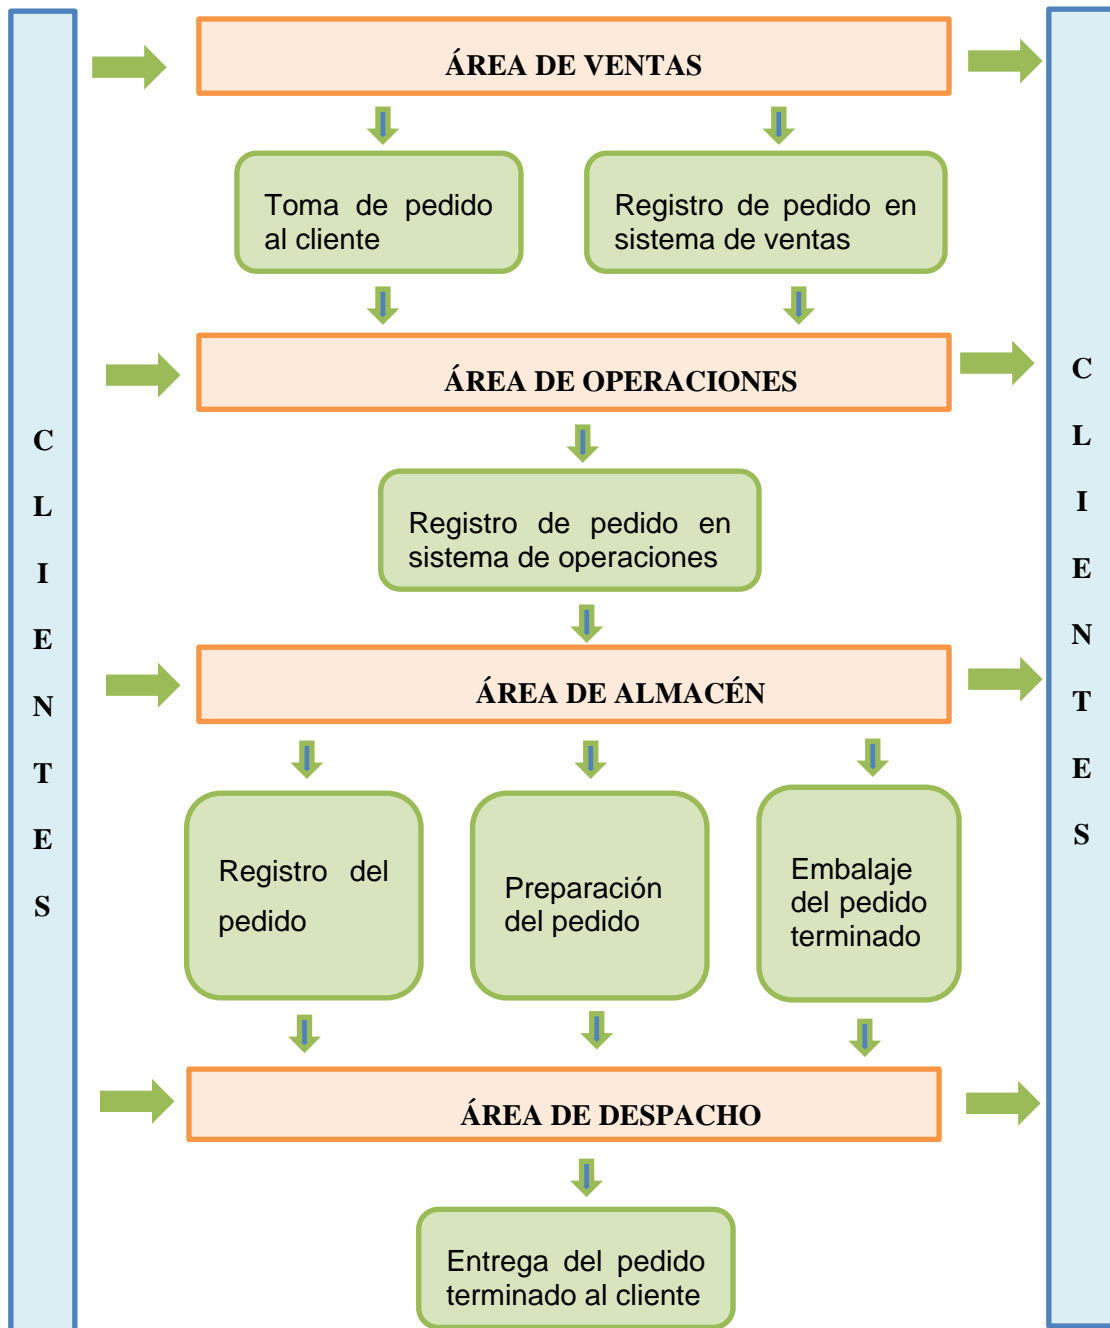 ÁREA DE VENTAS
Toma de pedido
al cliente
Registro de pedido en
sistema de ventas
ÁREA DE OPERACIONES
Registro de pedido en
sistema de operaciones
ÁREA DE ALMACÉN
Registro del
pedido
Preparación
del pedido
Embalaje
del pedido
terminado
ÁREA DE DESPACHO
Entrega del pedido
terminado al cliente
C
L
I
E
N
T
E
S
C
L
I
E
N
T
E
S